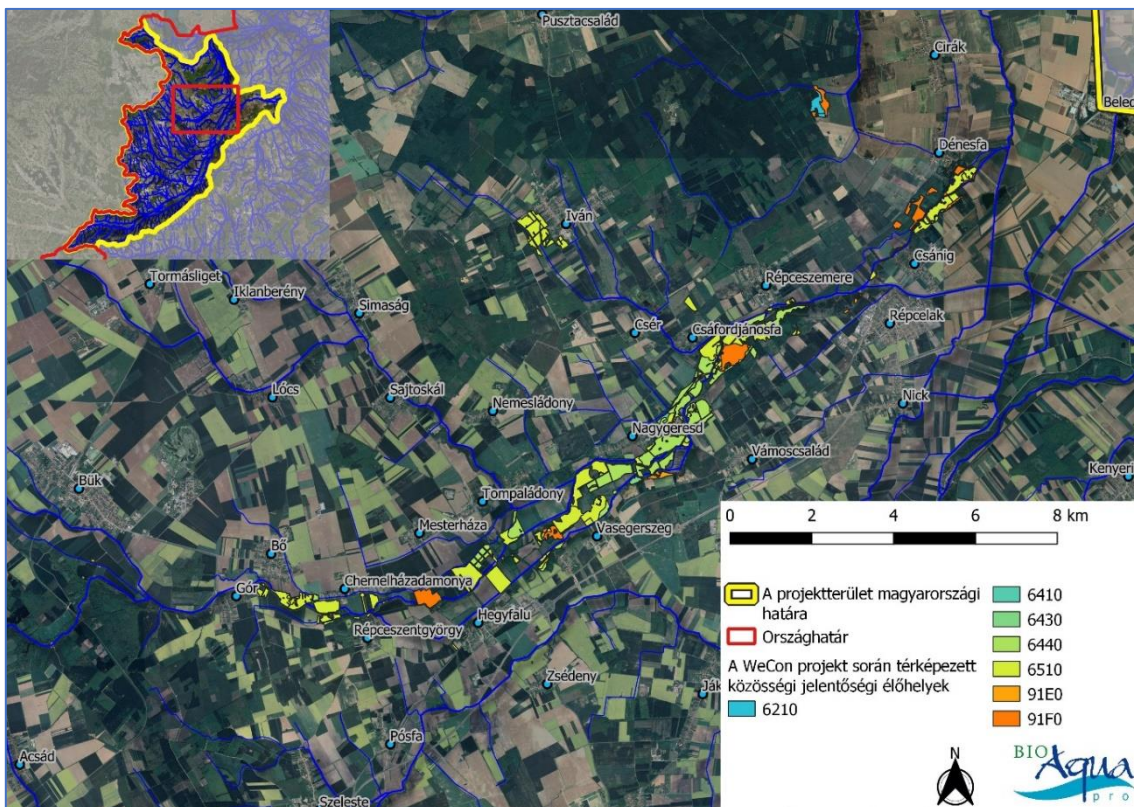 Pusztacsalád
Cirák
Beled
Dénesfa
Iván
Csánig
Répceszemere
Tormásliget
Iklanberény
Simaság
Csér
Csáfordjánosfa
Répcelak
Lócs
Sajtoskál
Nemesládony
Nick
Nagygeresd
Vámoscsalád
Bük
Kenyeri
Tompaládony
Mesterháza
Vasegerszeg
Bő
Gór
Chernelházadamonya
Hegyfalu
Répceszentgyörgy
Zsédeny
Ják
Pósfa
Acsád
Szeleste
0 2 4 6 8 km
A projektterület magyarországi
határa
Országhatár
A WeCon projekt során térképezett
közösségi jelentőségi élőhelyek
6210
6410
6430
6440
6510
91E0
91F0
N
BIO
Aqua
pro